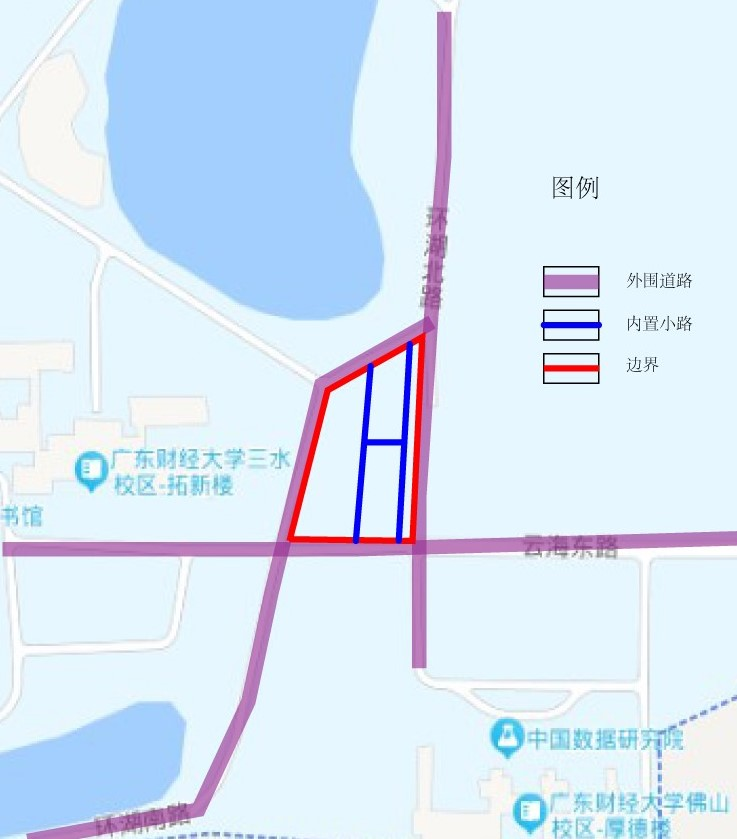 图例
环湖北路
外围道路
内置小路
边界
广东财经大学三水
校区-拓新楼
书馆
云海东路
中国数据研究院
广东财经大学佛山
校区-厚德楼
环湖南路